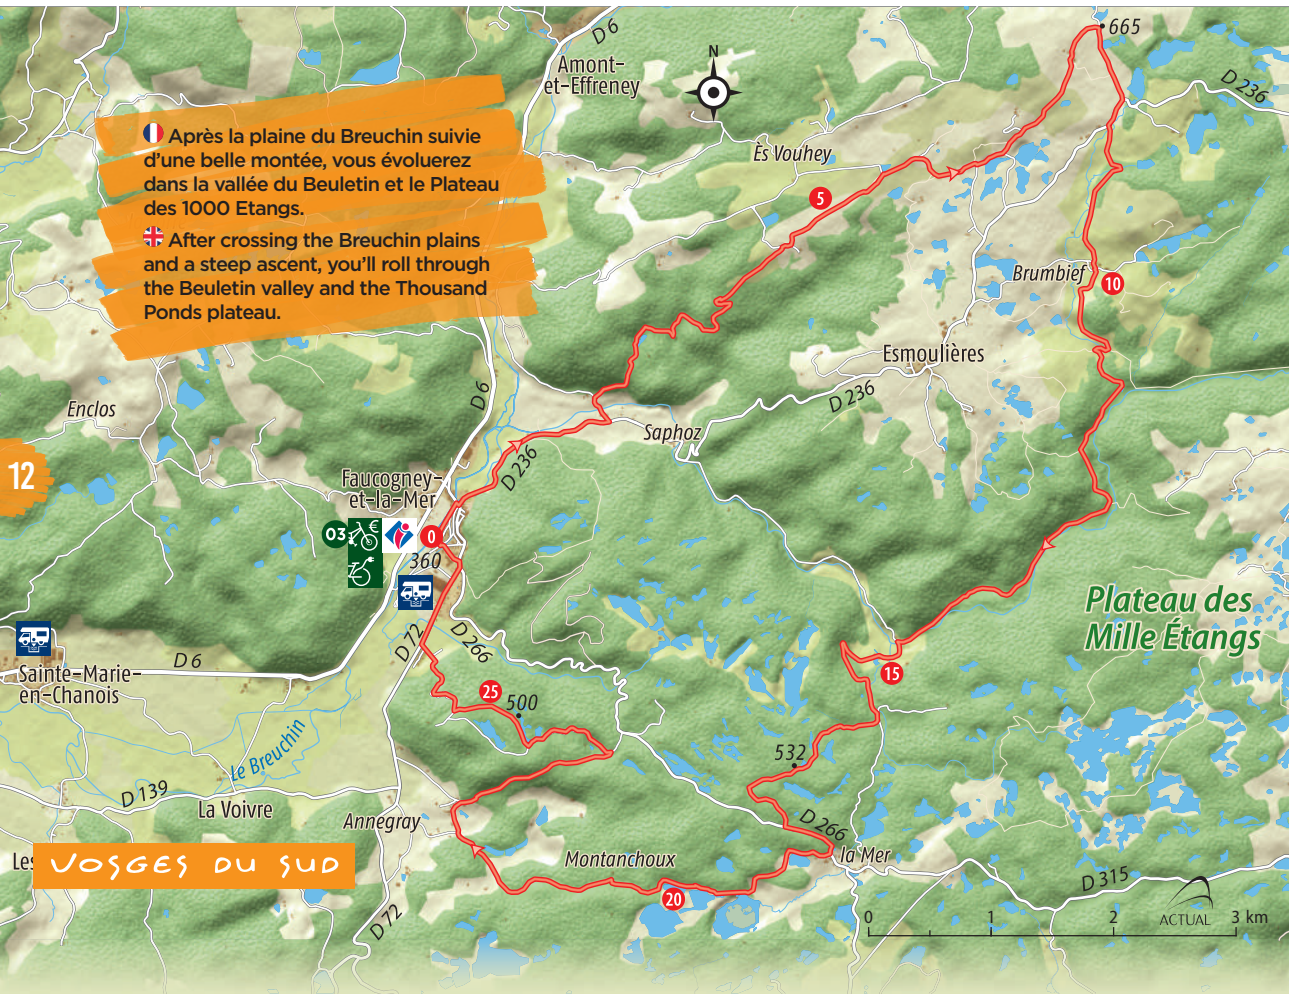 665
D 6
N
Amont-
et-Effreney
D 236
Après la plaine du Breuchin suivie
d'une belle montée, vous évoluerez
dans la vallée du Beuletin et le Plateau
des 1000 Etangs.
After crossing the Breuchin plains
and a steep ascent, you'll roll through
the Beuletin valley and the Thousand
Ponds plateau.
Ès Vouhey
5
Brumbief
10
Esmoulières
D 6
D 236
Enclos
Saphoz
12
D 236
Faucogney-
et-la-Mer
03
€
0
360
Plateau des
Mille Étangs
D 72
D 266
D 6
Sainte-Marie-
en-Chanois
15
25
500
Le Breuchin
532
D 139
La Voivre
Annegray
D 266
la Mer
Les
VOSGES DU SUD
Montanchoux
20
D 315
D 72
ACTUAL
0 1 2 3 km